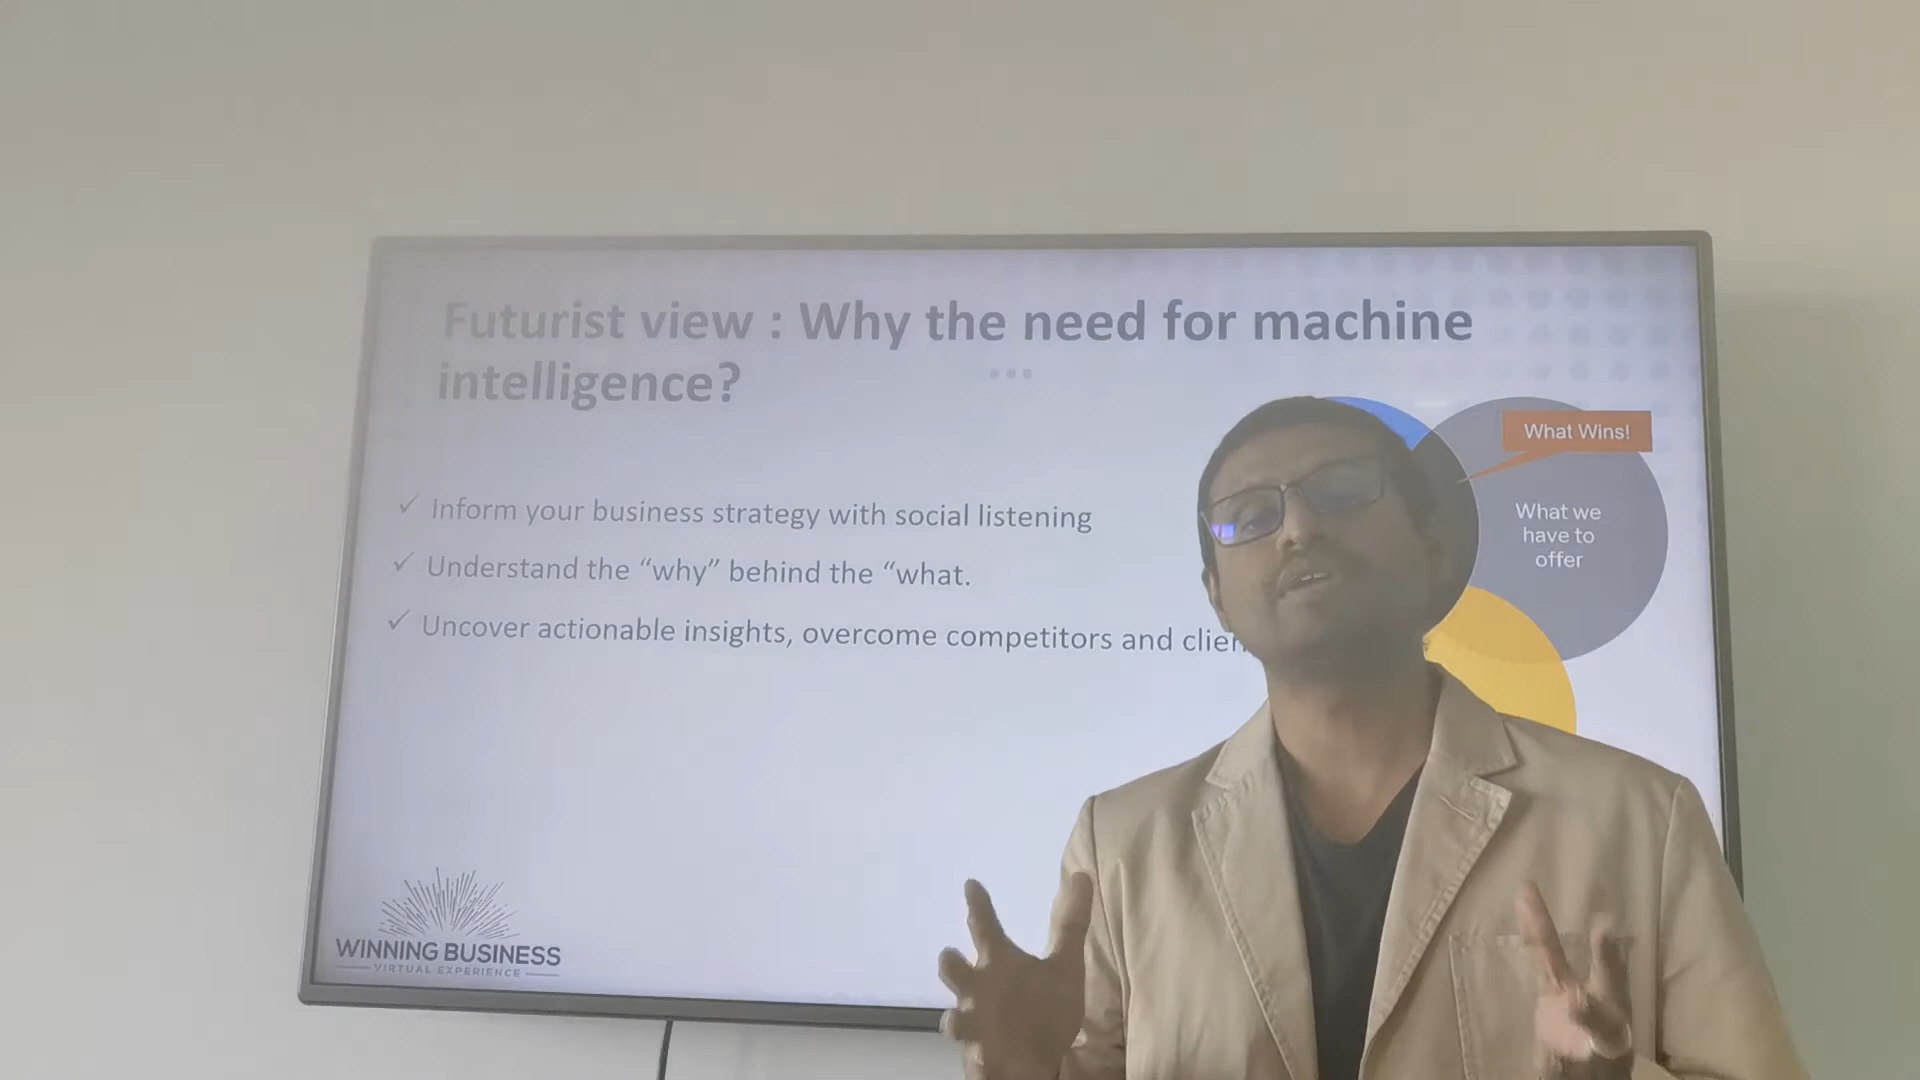 Futurist view : Why the need for machine
intelligence?
What Wins!
What we
have to
offer
✓ Inform your business strategy with social listening
✓ Understand the “why” behind the “what.
✓ Uncover actionable insights, overcome competitors and
WINNING BUSINESS
VIRTUAL EXPERIENCE